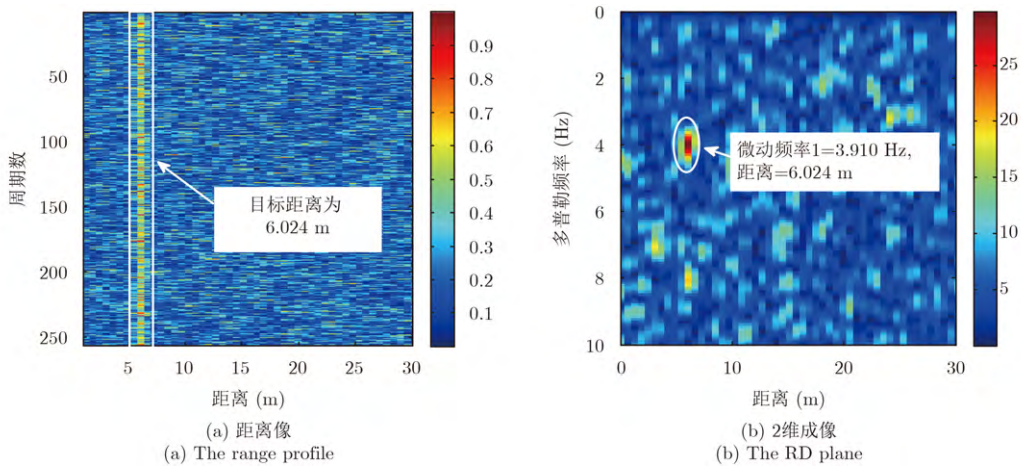 50
100
150
200
250
周期数
5
10
15
20
25
30
距离 (m)
目标距离为
6.024 m
0.9
0.8
0.7
0.6
0.5
0.4
0.3
0.2
0.1
(a) 距离像
(a) The range profile
0
2
4
6
8
10
多普勒频率 (Hz)
0
10
20
30
距离 (m)
微动频率1=3.910 Hz,
距离=6.024 m
25
20
15
10
5
(b) 2维成像
(b) The RD plane